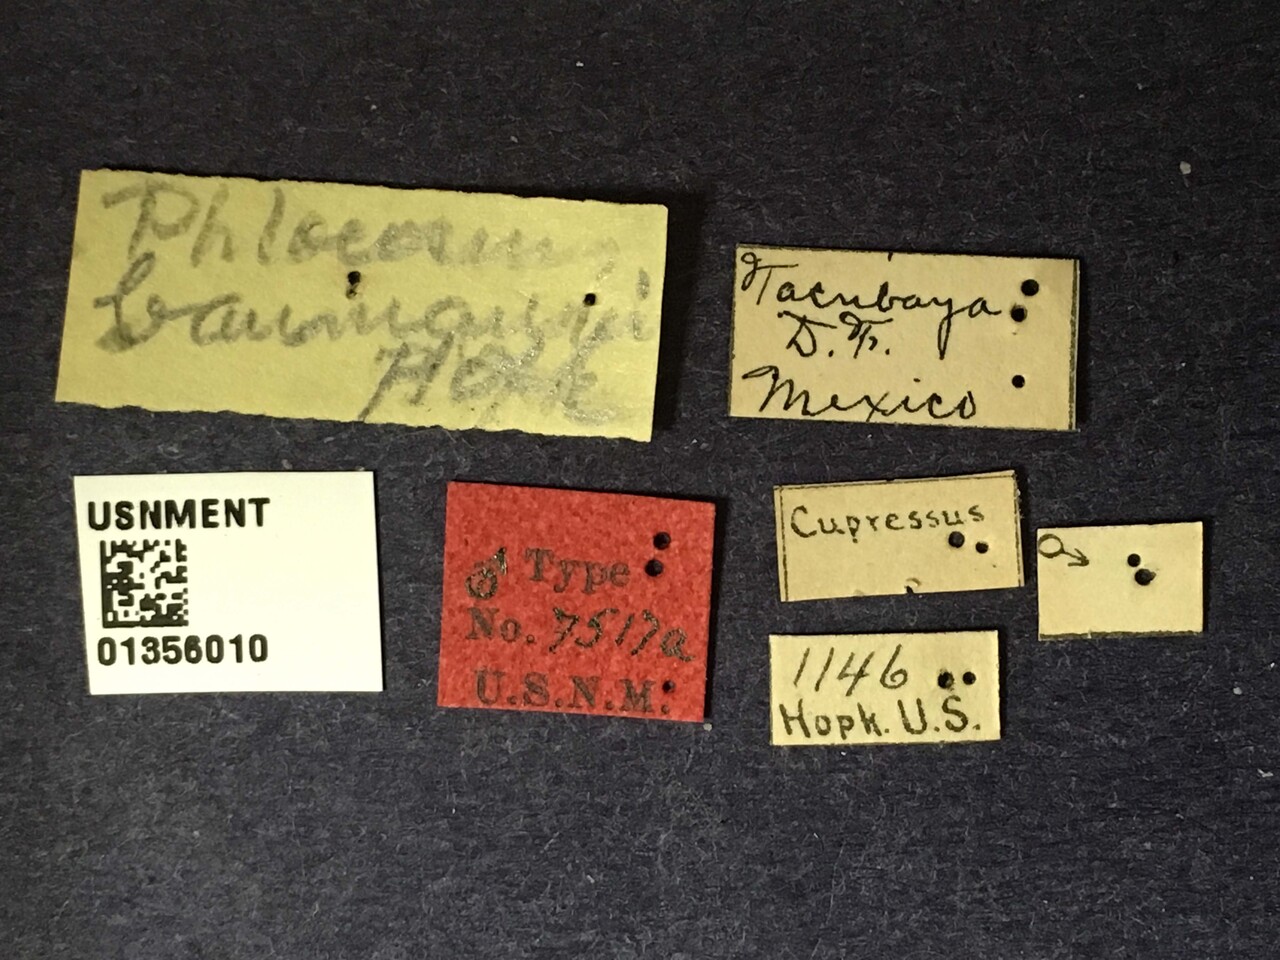 Phloeosinus
baumanni
Hopk
Tacubaya
D.F.
Mexico
USNMENT
01356010
♂ Type
No. 7517a
U.S.N.M.
Cupressus
♂
1146
Hopk. U.S.